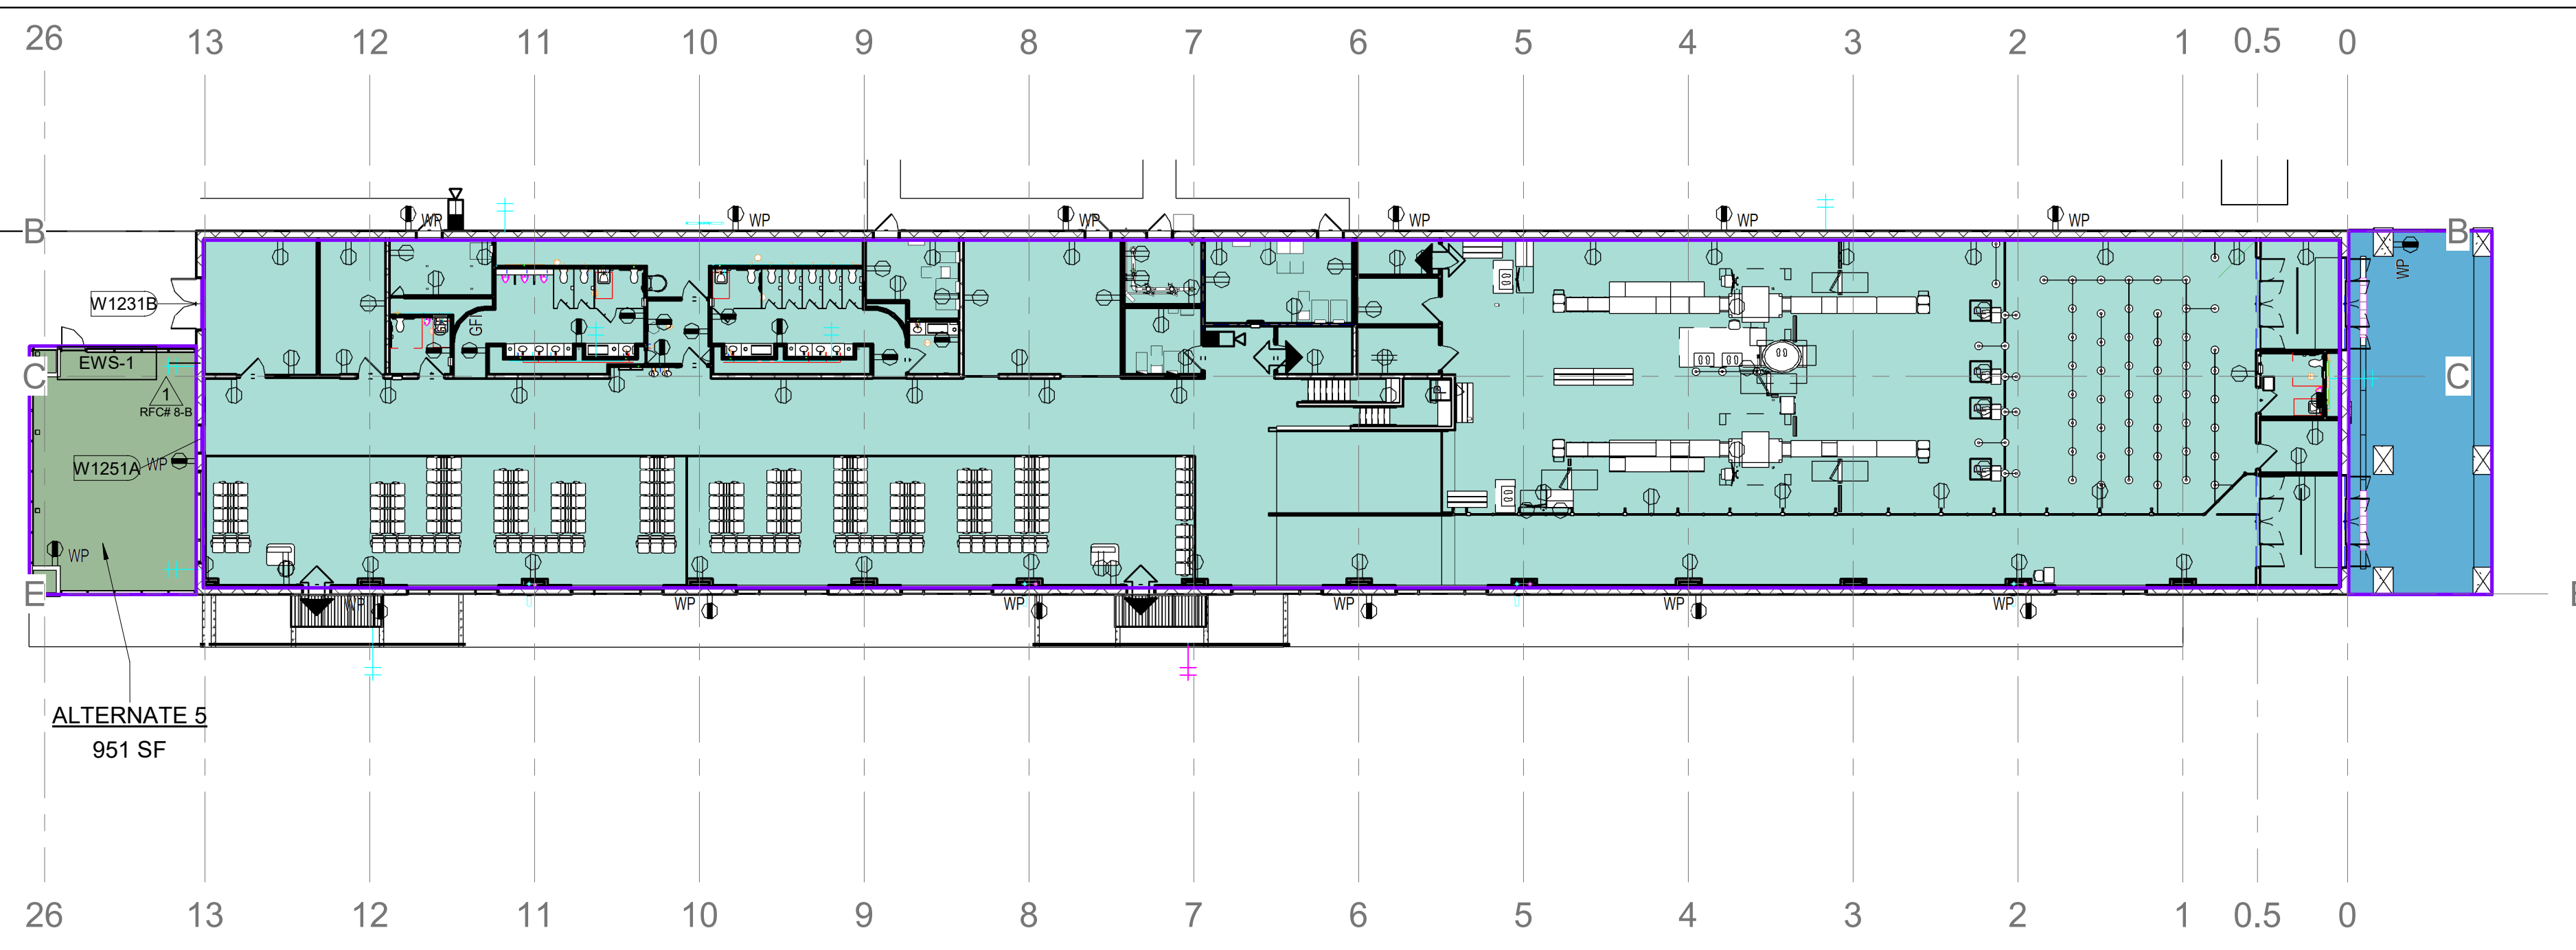 26 13 12 11 10 9 8 7 6 5 4 3 2 1 0.5 0
WP WP WP WP WP WP
B B
WP
W1231B
GFI GFI
EWS-1
C C
1
RFC# 8-B
W1251A WP
WP
E E
WP WP WP WP WP WP
ALTERNATE 5
951 SF
26 13 12 11 10 9 8 7 6 5 4 3 2 1 0.5 0